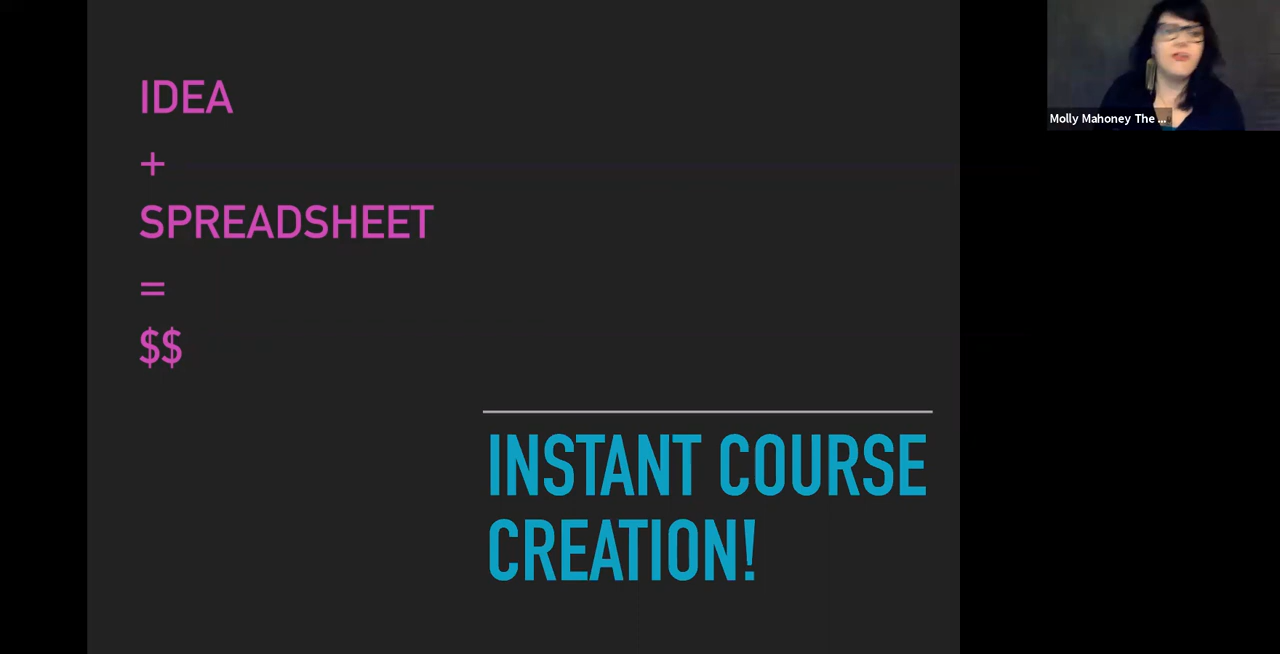 IDEA
+
SPREADSHEET
=
$$
INSTANT COURSE
CREATION!
Molly Mahoney The ...